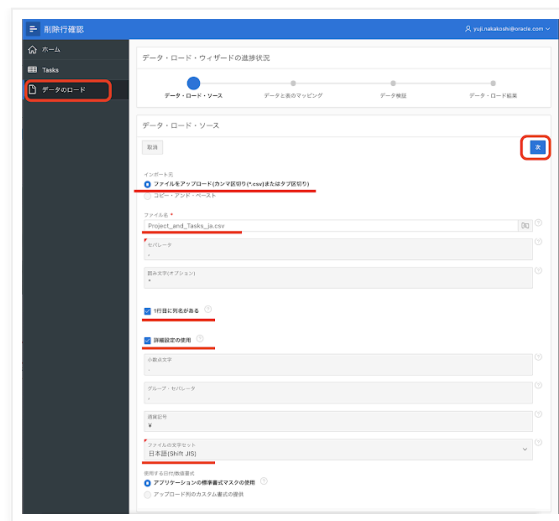 削除行確認
yuji.nakakoshi@oracle.com
ホーム
Tasks
データのロード
データ・ロード・ウィザードの進捗状況
データ・ロード・ソース
データと表のマッピング
データ検証
データ・ロード結果
データ・ロード・ソース
取消
次
インポート元
ファイルをアップロード(カンマ区切り(*.csv)またはタブ区切り)
コピー・アンド・ペースト
ファイル名
Project_and_Tasks_ja.csv
セパレータ
,
囲み文字(オプション)
"
1行目に列名がある
詳細設定の使用
小数点文字
.
グループ・セパレータ
,
通貨記号
¥
ファイルの文字セット
日本語(Shift JIS)
使用する日付/数値書式
アプリケーションの標準書式マスクの使用
アップロード列のカスタム書式の提供